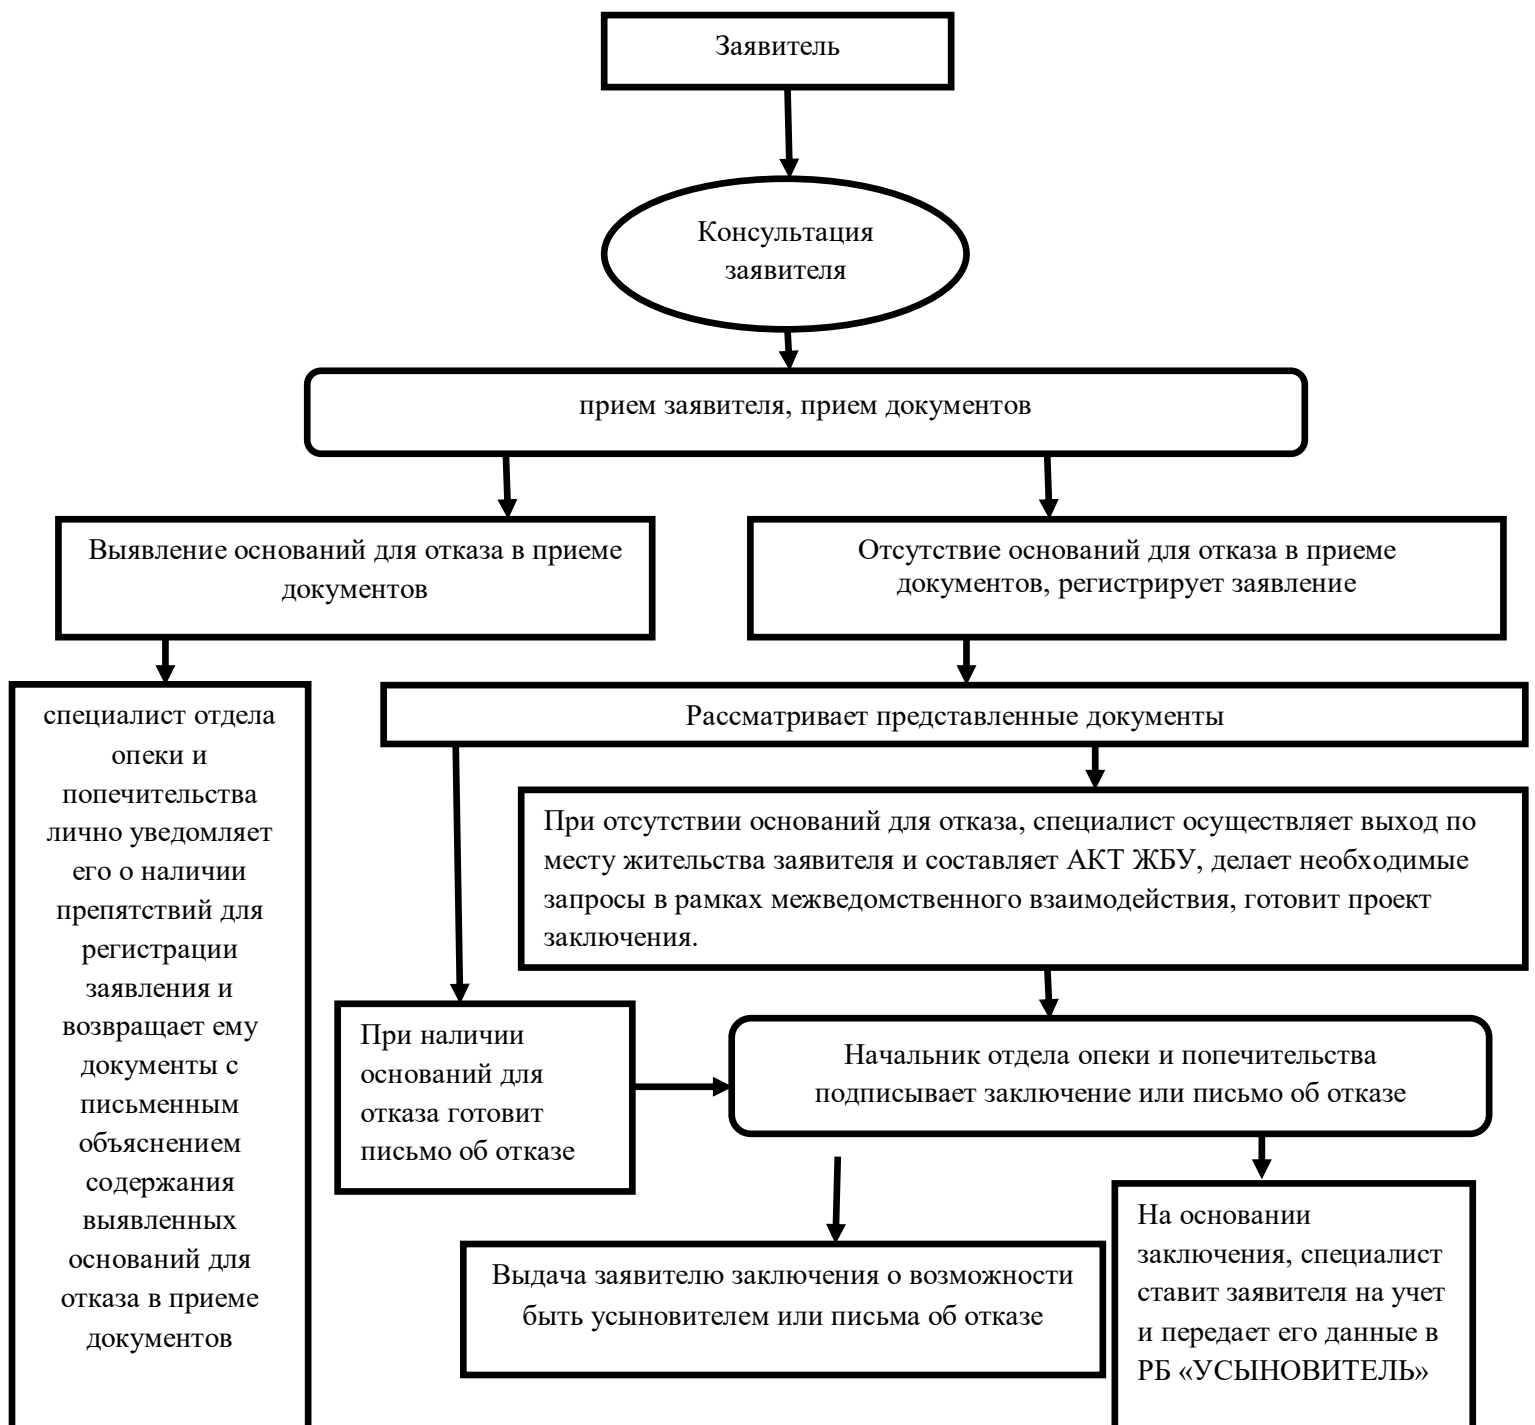 Заявитель
Консультация
заявителя
прием заявителя, прием документов
Выявление оснований для отказа в приеме
документов
Отсутствие оснований для отказа в приеме
документов, регистрирует заявление
специалист отдела
опеки и
попечительства
лично уведомляет
его о наличии
препятствий для
регистрации
заявления и
возвращает ему
документы с
письменным
объяснением
содержания
выявленных
оснований для
отказа в приеме
документов
Рассматривает представленные документы
При отсутствии оснований для отказа, специалист осуществляет выход по
месту жительства заявителя и составляет АКТ ЖБУ, делает необходимые
запросы в рамках межведомственного взаимодействия, готовит проект
заключения.
При наличии
оснований для
отказа готовит
письмо об отказе
Начальник отдела опеки и попечительства
подписывает заключение или письмо об отказе
Выдача заявителю заключения о возможности
быть усыновителем или письма об отказе
На основании
заключения, специалист
ставит заявителя на учет
и передает его данные в
РБ «УСЫНОВИТЕЛЬ»